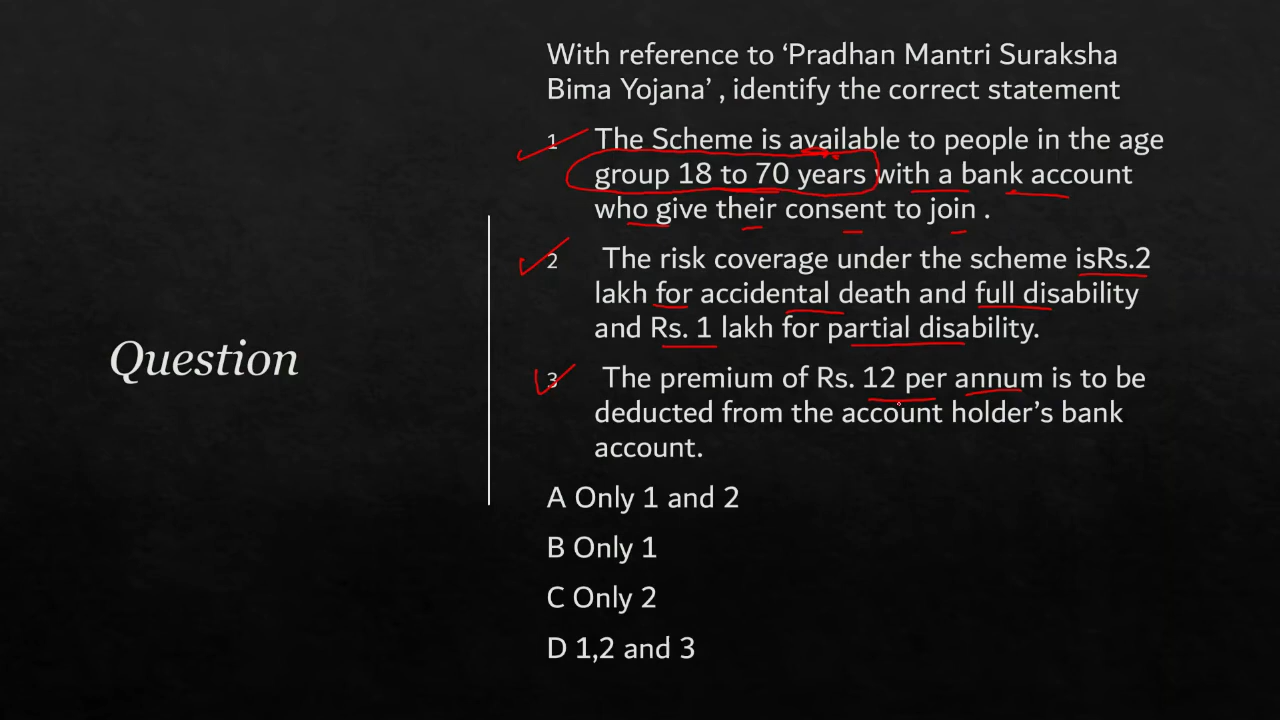 With reference to ‘Pradhan Mantri Suraksha
Bima Yojana’ , identify the correct statement
1 The Scheme is available to people in the age
group 18 to 70 years with a bank account
who give their consent to join .
2 The risk coverage under the scheme isRs.2
lakh for accidental death and full disability
and Rs. 1 lakh for partial disability.
3 The premium of Rs. 12 per annum is to be
deducted from the account holder’s bank
account.
Question
A Only 1 and 2
B Only 1
C Only 2
D 1,2 and 3